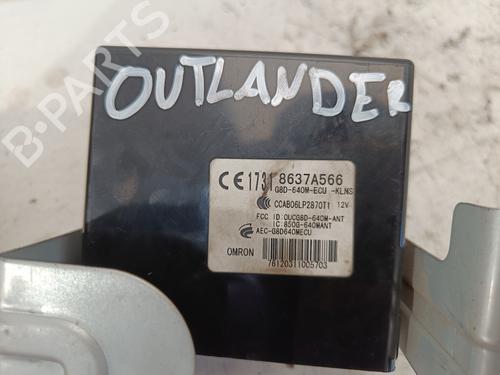 OUTLANDER
CE 1731 8637A566
G8D-640M-ECU -KLNS
CCAB06LP2870T1 12V
FCC ID:OUCG8D-640M-ANT
IC:850G-640MANT
AEC-G8D640MECU
OMRON
76120311005703
B-PARTS